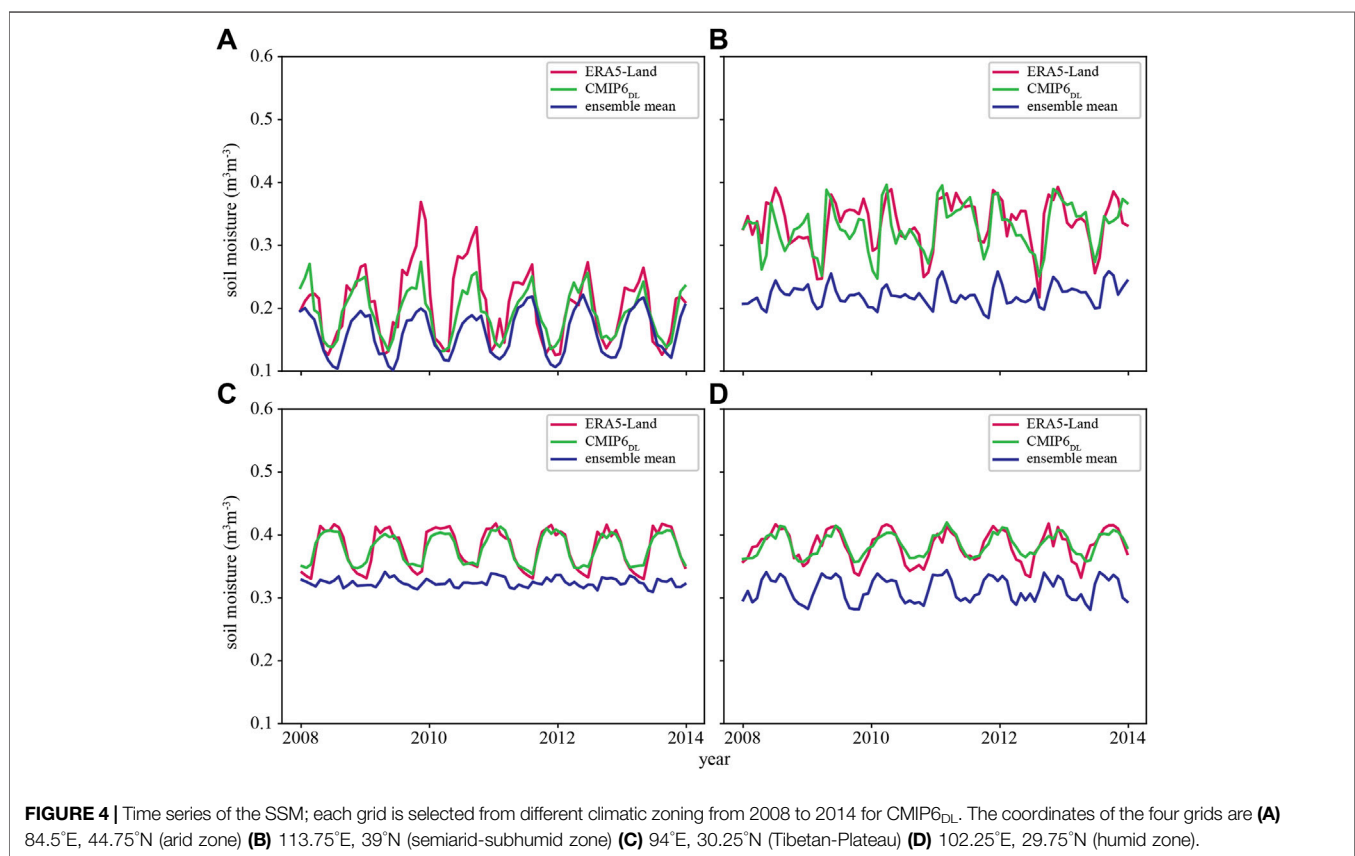 A
0.6
0.5
0.4
0.3
0.2
0.1
soil moisture (m³m⁻³)
ERA5-Land
CMIP6DL
ensemble mean
B
ERA5-Land
CMIP6DL
ensemble mean
C
0.6
0.5
0.4
0.3
0.2
0.1
soil moisture (m³m⁻³)
ERA5-Land
CMIP6DL
ensemble mean
2008
2010
2012
2014
D
ERA5-Land
CMIP6DL
ensemble mean
2008
2010
2012
2014
year
FIGURE 4 | Time series of the SSM; each grid is selected from different climatic zoning from 2008 to 2014 for CMIP6DL. The coordinates of the four grids are (A)
84.5°E, 44.75°N (arid zone) (B) 113.75°E, 39°N (semiarid-subhumid zone) (C) 94°E, 30.25°N (Tibetan-Plateau) (D) 102.25°E, 29.75°N (humid zone).